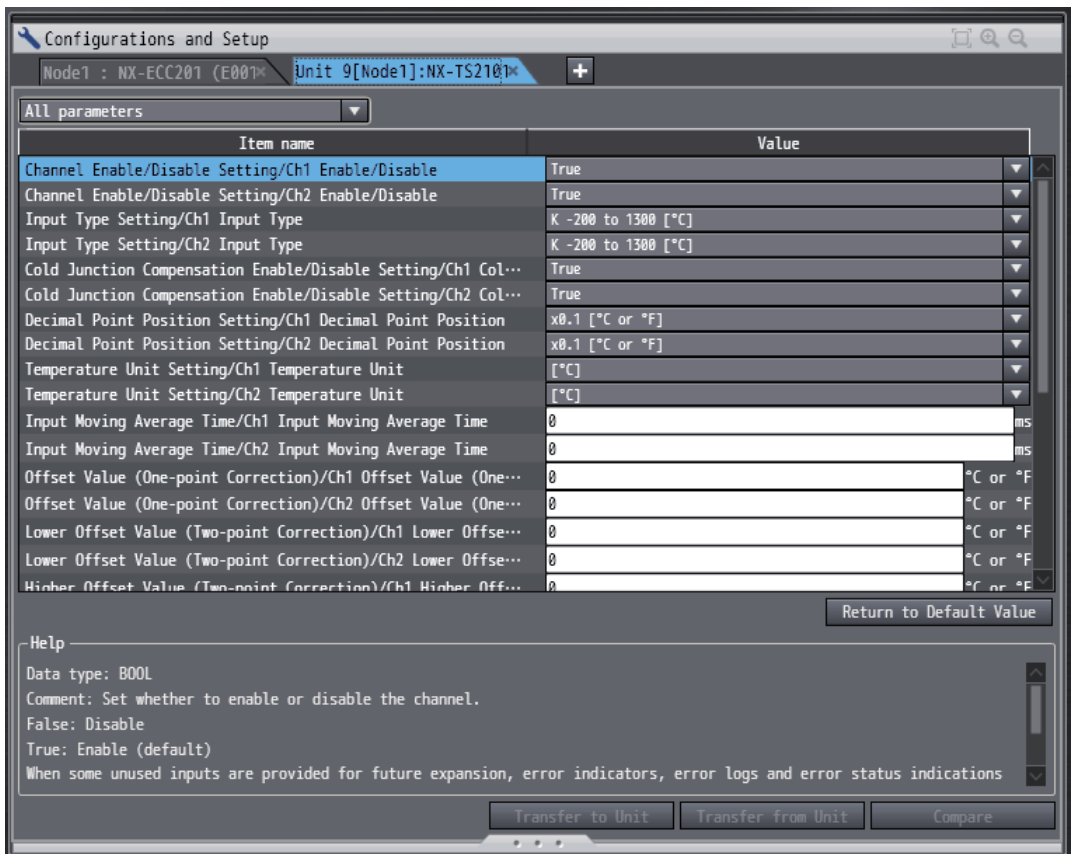 Configurations and Setup
Node1 : NX-ECC201 (E001 Unit 9[Node1]:NX-TS2101
All parameters
Item name Value
Channel Enable/Disable Setting/Ch1 Enable/Disable True
Channel Enable/Disable Setting/Ch2 Enable/Disable True
Input Type Setting/Ch1 Input Type K -200 to 1300 [°C]
Input Type Setting/Ch2 Input Type K -200 to 1300 [°C]
Cold Junction Compensation Enable/Disable Setting/Ch1 Col… True
Cold Junction Compensation Enable/Disable Setting/Ch2 Col… True
Decimal Point Position Setting/Ch1 Decimal Point Position x0.1 [°C or °F]
Decimal Point Position Setting/Ch2 Decimal Point Position x0.1 [°C or °F]
Temperature Unit Setting/Ch1 Temperature Unit [°C]
Temperature Unit Setting/Ch2 Temperature Unit [°C]
Input Moving Average Time/Ch1 Input Moving Average Time 0 ms
Input Moving Average Time/Ch2 Input Moving Average Time 0 ms
Offset Value (One-point Correction)/Ch1 Offset Value (One… 0 °C or °F
Offset Value (One-point Correction)/Ch2 Offset Value (One… 0 °C or °F
Lower Offset Value (Two-point Correction)/Ch1 Lower Offse… 0 °C or °F
Lower Offset Value (Two-point Correction)/Ch2 Lower Offse… 0 °C or °F
Higher Offset Value (Two-point Correction)/Ch1 Higher Off… 0 °C or °F
Return to Default Value
Help
Data type: BOOL
Comment: Set whether to enable or disable the channel.
False: Disable
True: Enable (default)
When some unused inputs are provided for future expansion, error indicators, error logs and error status indications
Transfer to Unit Transfer from Unit Compare